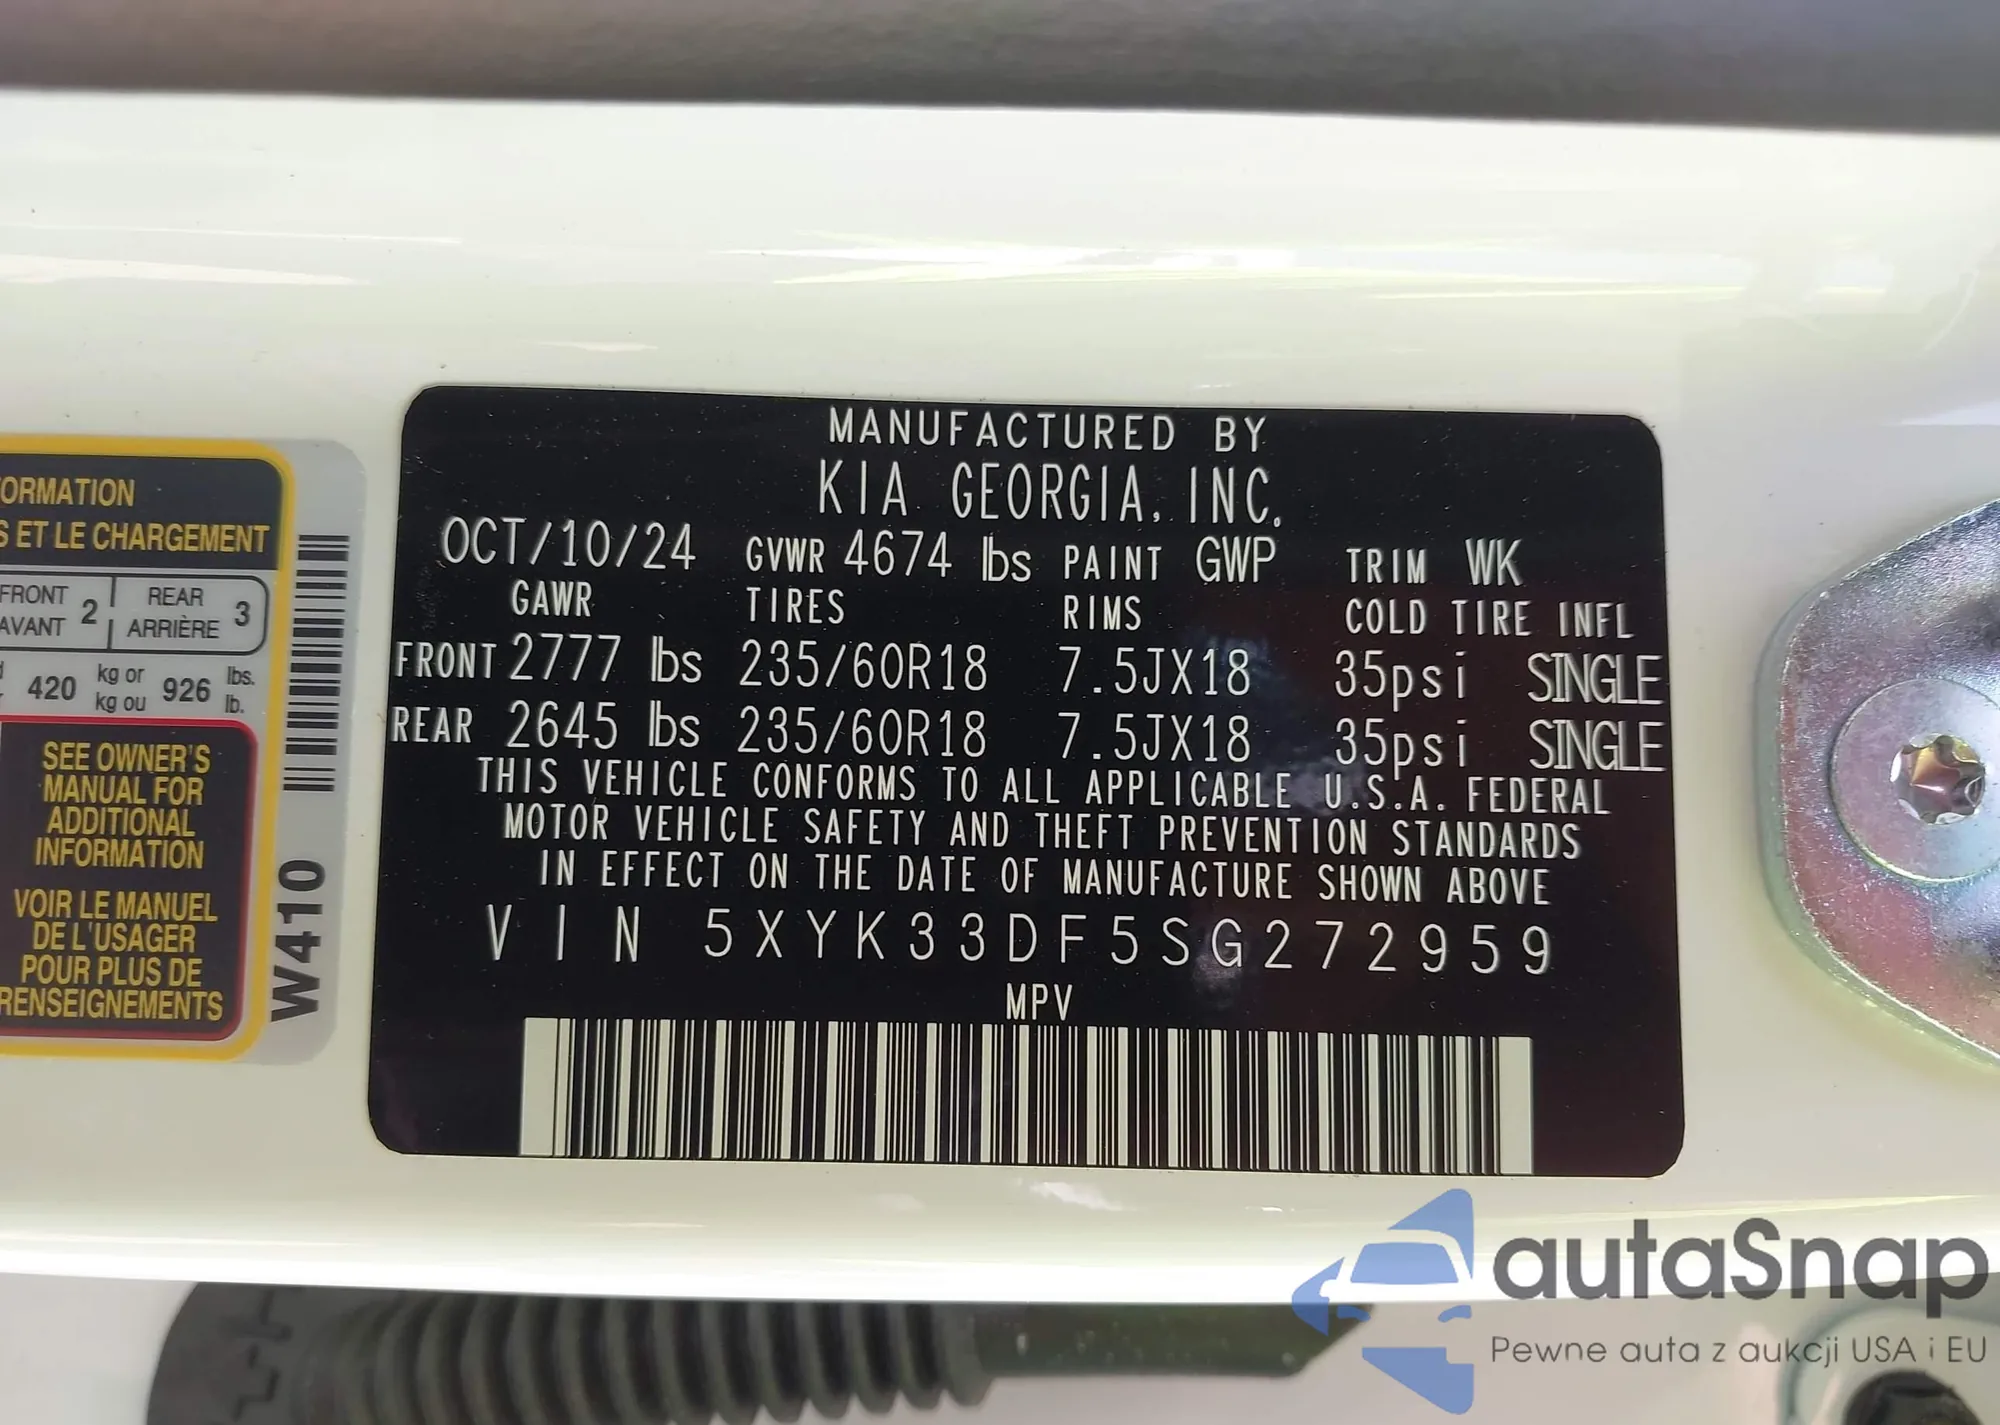 ORMATION
S ET LE CHARGEMENT
FRONT 2 REAR 3
AVANT ARRIÈRE
420 kg or 926 lbs.
kg ou lb.
SEE OWNER'S
MANUAL FOR
ADDITIONAL
INFORMATION
VOIR LE MANUEL
DE L'USAGER
POUR PLUS DE
RENSEIGNEMENTS
W410
MANUFACTURED BY
KIA GEORGIA, INC.
OCT/10/24 GVWR 4674 lbs PAINT GWP TRIM WK
GAWR TIRES RIMS COLD TIRE INFL
FRONT 2777 lbs 235/60R18 7.5JX18 35psi SINGLE
REAR 2645 lbs 235/60R18 7.5JX18 35psi SINGLE
THIS VEHICLE CONFORMS TO ALL APPLICABLE U.S.A. FEDERAL
MOTOR VEHICLE SAFETY AND THEFT PREVENTION STANDARDS
IN EFFECT ON THE DATE OF MANUFACTURE SHOWN ABOVE
VIN 5XYK33DF5SG272959
MPV
autaSnap
Pewne auta z aukcji USA i EU